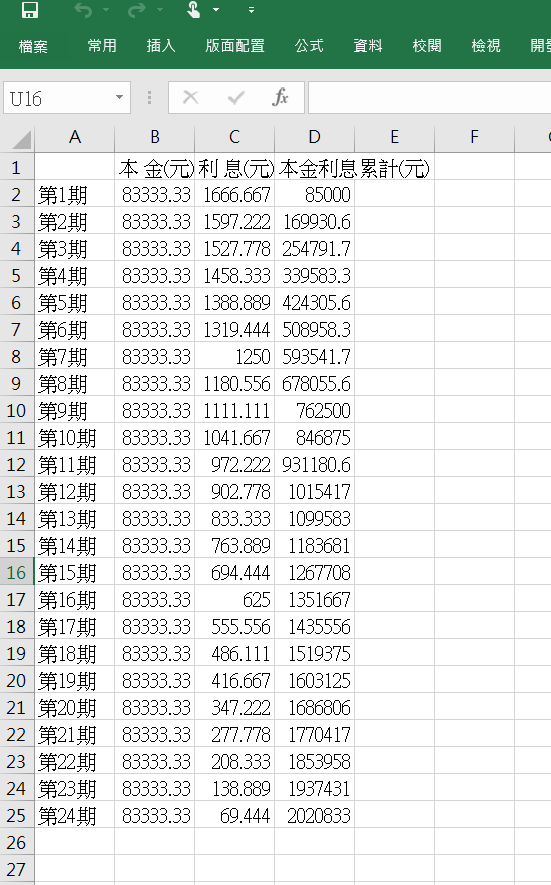 檔案 常用 插入 版面配置 公式 資料 校閱 檢視
U16 fx
A B C D E F
1 本 金(元) 利 息(元) 本金利息累計(元)
2 第1期 83333.33 1666.667 85000
3 第2期 83333.33 1597.222 169930.6
4 第3期 83333.33 1527.778 254791.7
5 第4期 83333.33 1458.333 339583.3
6 第5期 83333.33 1388.889 424305.6
7 第6期 83333.33 1319.444 508958.3
8 第7期 83333.33 1250 593541.7
9 第8期 83333.33 1180.556 678055.6
10 第9期 83333.33 1111.111 762500
11 第10期 83333.33 1041.667 846875
12 第11期 83333.33 972.222 931180.6
13 第12期 83333.33 902.778 1015417
14 第13期 83333.33 833.333 1099583
15 第14期 83333.33 763.889 1183681
16 第15期 83333.33 694.444 1267708
17 第16期 83333.33 625 1351667
18 第17期 83333.33 555.556 1435556
19 第18期 83333.33 486.111 1519375
20 第19期 83333.33 416.667 1603125
21 第20期 83333.33 347.222 1686806
22 第21期 83333.33 277.778 1770417
23 第22期 83333.33 208.333 1853958
24 第23期 83333.33 138.889 1937431
25 第24期 83333.33 69.444 2020833
26
27